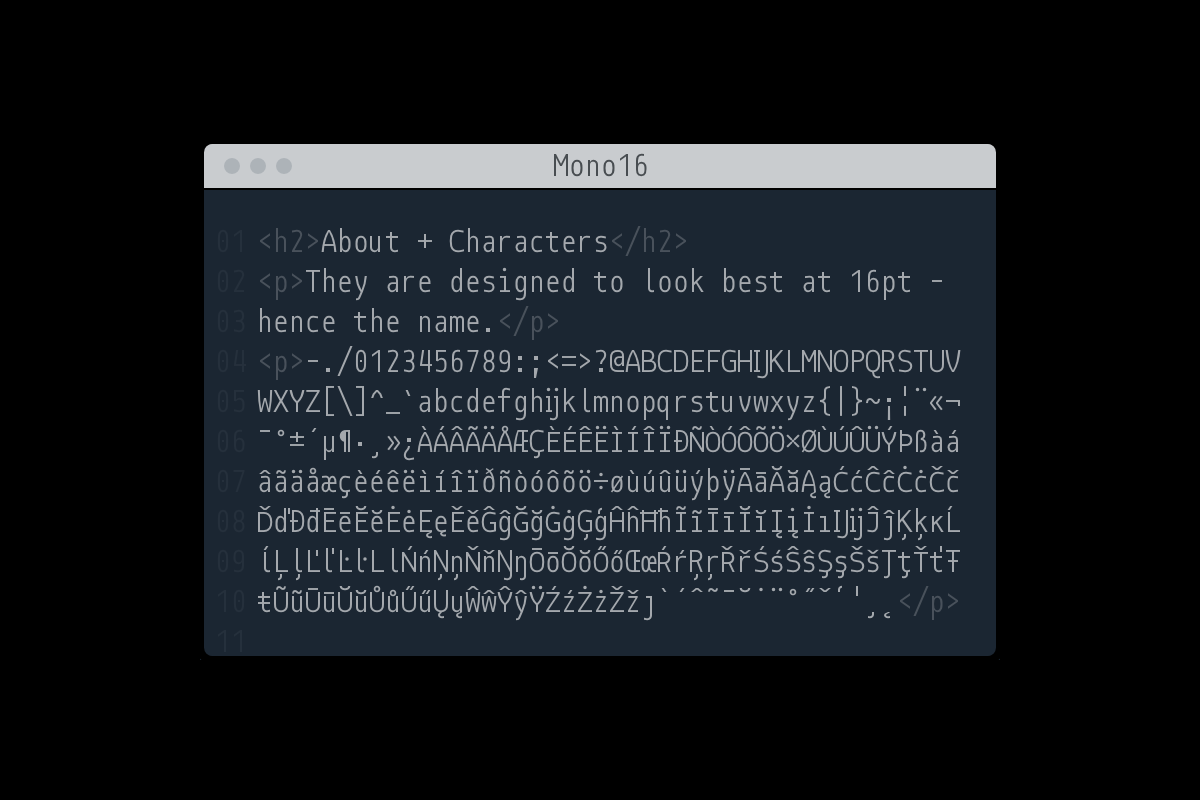 Mono16
01 <h2>About + Characters</h2>
02 <p>They are designed to look best at 16pt -
03 hence the name.</p>
04 <p>-./0123456789:;<=>?@ABCDEFGHIJKLMNOPQRSTUV
05 WXYZ[\]^_`abcdefghijklmnopqrstuvwxyz{|}~¡¦¨«¬
06 ¯°±´µ¶·¸»¿ÀÁÂÃÄÅÆÇÈÉÊËÌÍÎÏÐÑÒÓÔÕÖ×ØÙÚÛÜÝÞßàá
07 âãäåæçèéêëìíîïðñòóôõö÷øùúûüýþÿĀāĂăĄąĆćĈĉĊċČč
08 ĎďĐđĒēĔĕĖėĘęĚěĜĝĞğĠġĢģĤĥĦħĨĩĪīĬĭĮįİıĲĳĴĵĶķĸĹ
09 ĺĻļĽľĿŀŁłŃńŅņŇňŊŋŌōŎŏŐőŒœŔŕŖŗŘřŚśŜŝŞşŠšŢţŤťŦ
10 ŧŨũŪūŬŭŮůŰűŲųŴŵŶŷŸŹźŻżŽžȷ`´^~¯˘˙¨˚˝ˇ‘'¸˛</p>
11